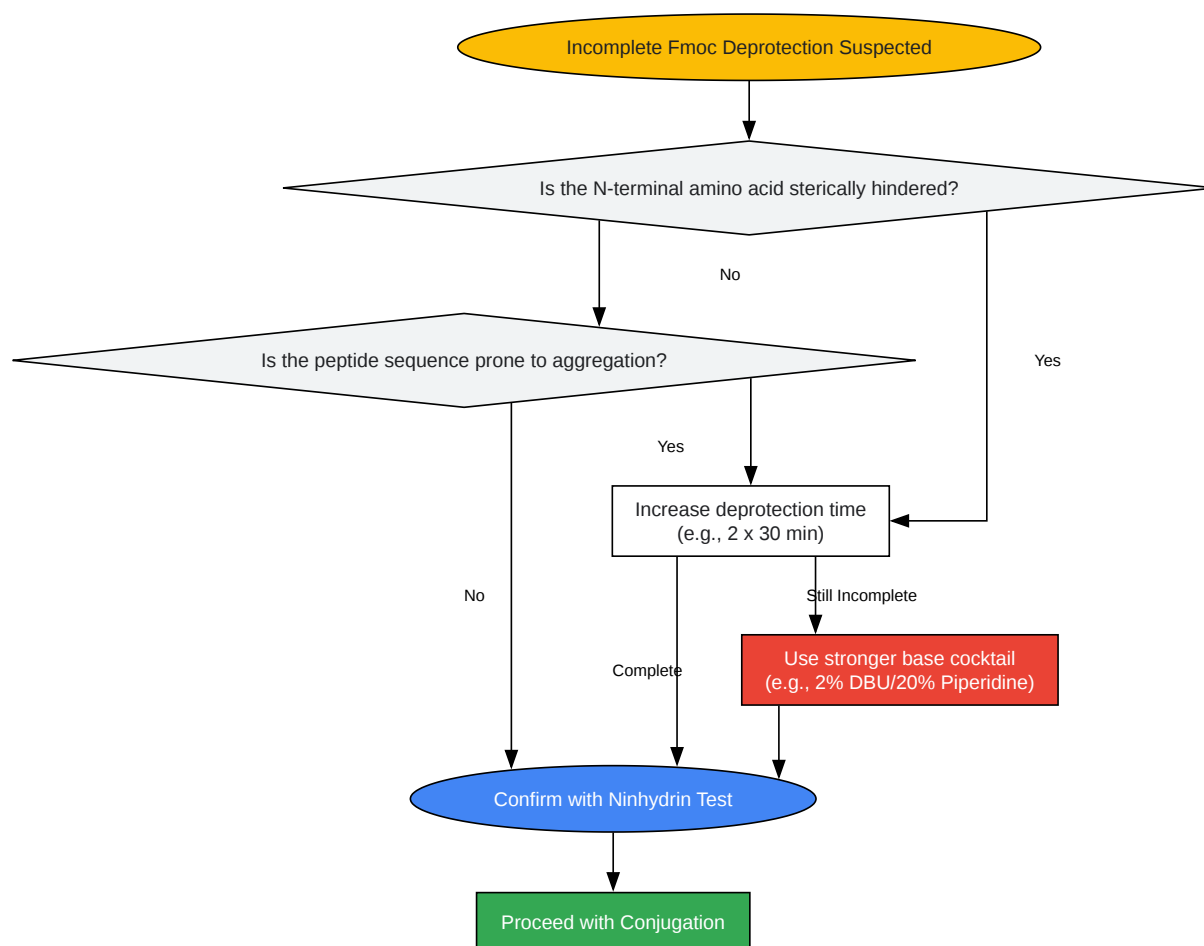 Incomplete Fmoc Deprotection Suspected
Is the N-terminal amino acid sterically hindered?
No
Is the peptide sequence prone to aggregation?
Yes
Yes
Increase deprotection time
(e.g., 2 x 30 min)
No
Still Incomplete
Use stronger base cocktail
(e.g., 2% DBU/20% Piperidine)
Complete
Confirm with Ninhydrin Test
Proceed with Conjugation